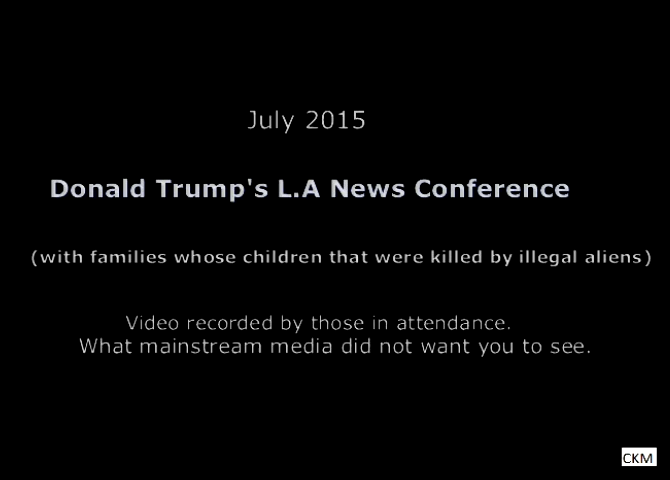 July 2015
Donald Trump's L.A News Conference
(with families whose children that were killed by illegal aliens)
Video recorded by those in attendance.
What mainstream media did not want you to see.
CKM